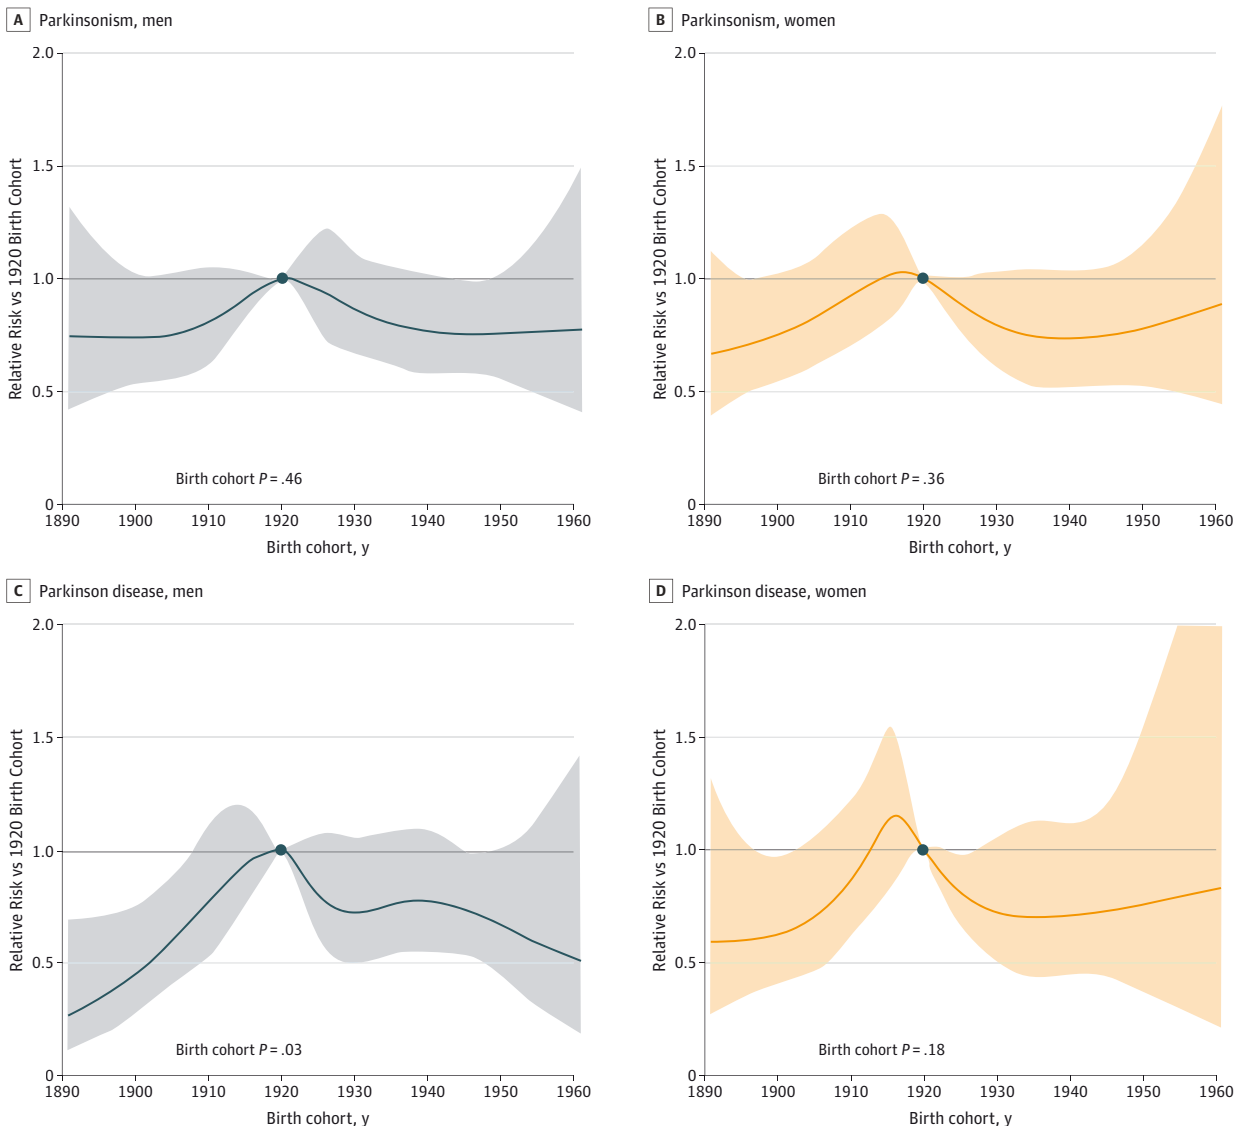 A Parkinsonism, men
Relative Risk vs 1920 Birth Cohort
2.0
1.5
1.0
0.5
0
Birth cohort P = .46
1890 1900 1910 1920 1930 1940 1950 1960
Birth cohort, y
B Parkinsonism, women
Relative Risk vs 1920 Birth Cohort
2.0
1.5
1.0
0.5
0
Birth cohort P = .36
1890 1900 1910 1920 1930 1940 1950 1960
Birth cohort, y
C Parkinson disease, men
Relative Risk vs 1920 Birth Cohort
2.0
1.5
1.0
0.5
0
Birth cohort P = .03
1890 1900 1910 1920 1930 1940 1950 1960
Birth cohort, y
D Parkinson disease, women
Relative Risk vs 1920 Birth Cohort
2.0
1.5
1.0
0.5
0
Birth cohort P = .18
1890 1900 1910 1920 1930 1940 1950 1960
Birth cohort, y